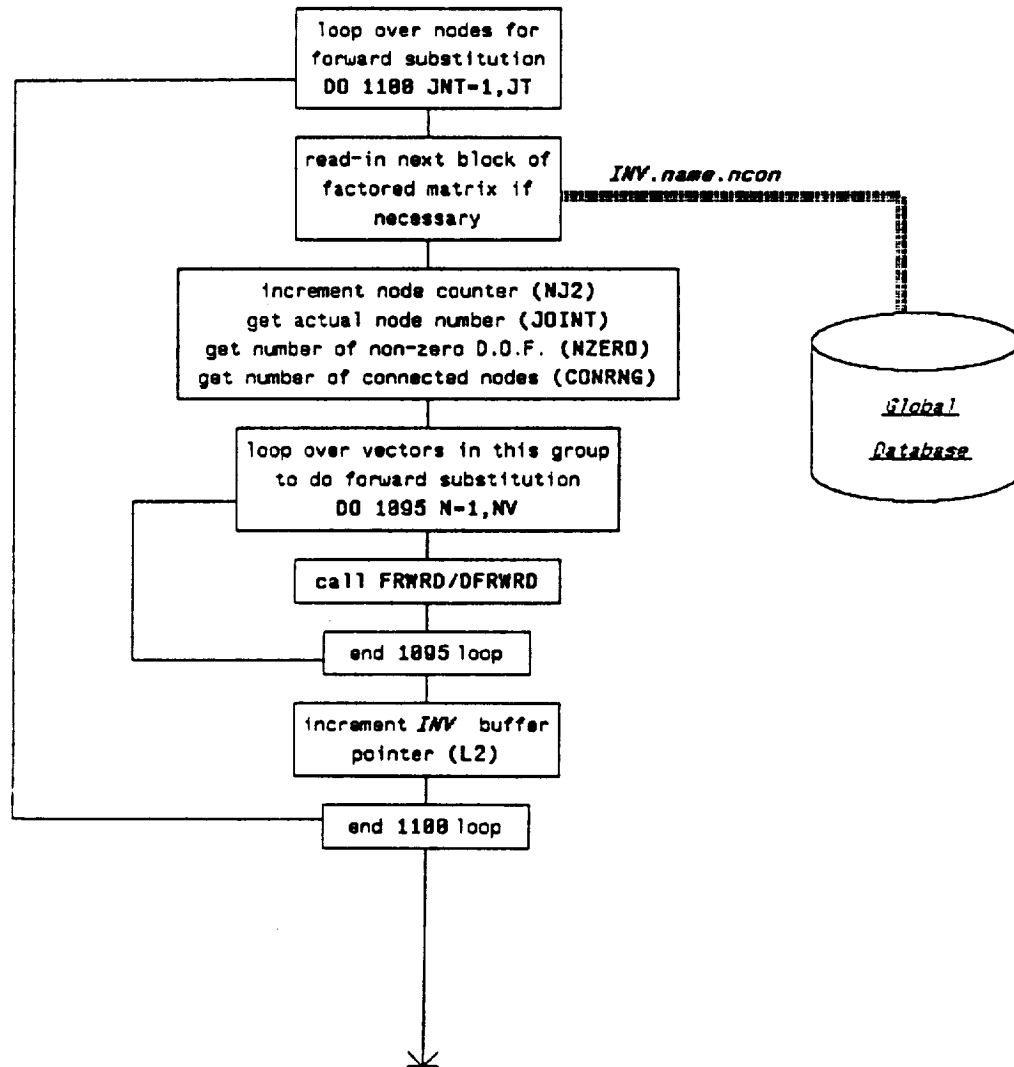 loop over nodes for
forward substitution
DO 1100 JNT=1,JT
read-in next block of
factored matrix if
necessary
INV.name.ncon
increment node counter (NJ2)
get actual node number (JOINT)
get number of non-zero D.O.F. (NZERO)
get number of connected nodes (CONRNG)
Global
Database
loop over vectors in this group
to do forward substitution
DO 1095 N=1,NV
call FRWRD/DFRWRD
end 1095 loop
increment INV buffer
pointer (L2)
end 1100 loop